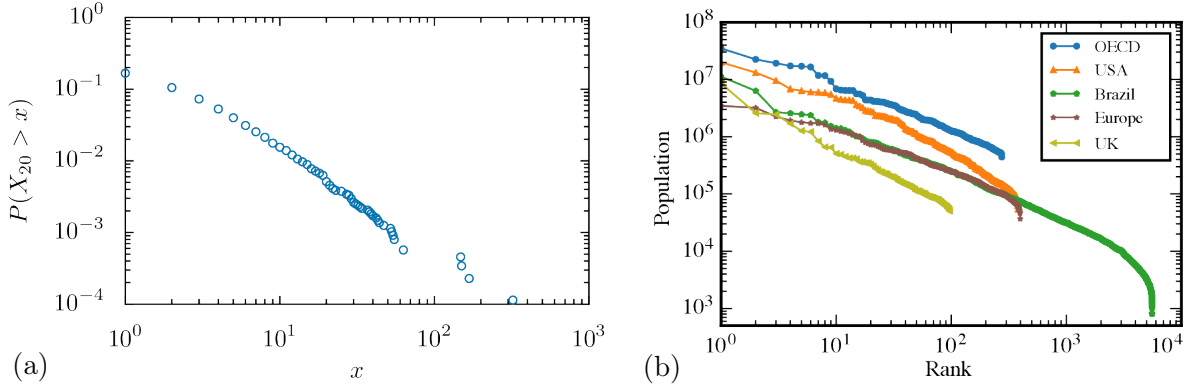 10^0
10^-1
10^-2
10^-3
10^-4
P(X_20 > x)
10^0
10^1
10^2
10^3
x
(a)
10^8
10^7
10^6
10^5
10^4
10^3
Population
OECD
USA
Brazil
Europe
UK
10^0
10^1
10^2
10^3
10^4
Rank
(b)